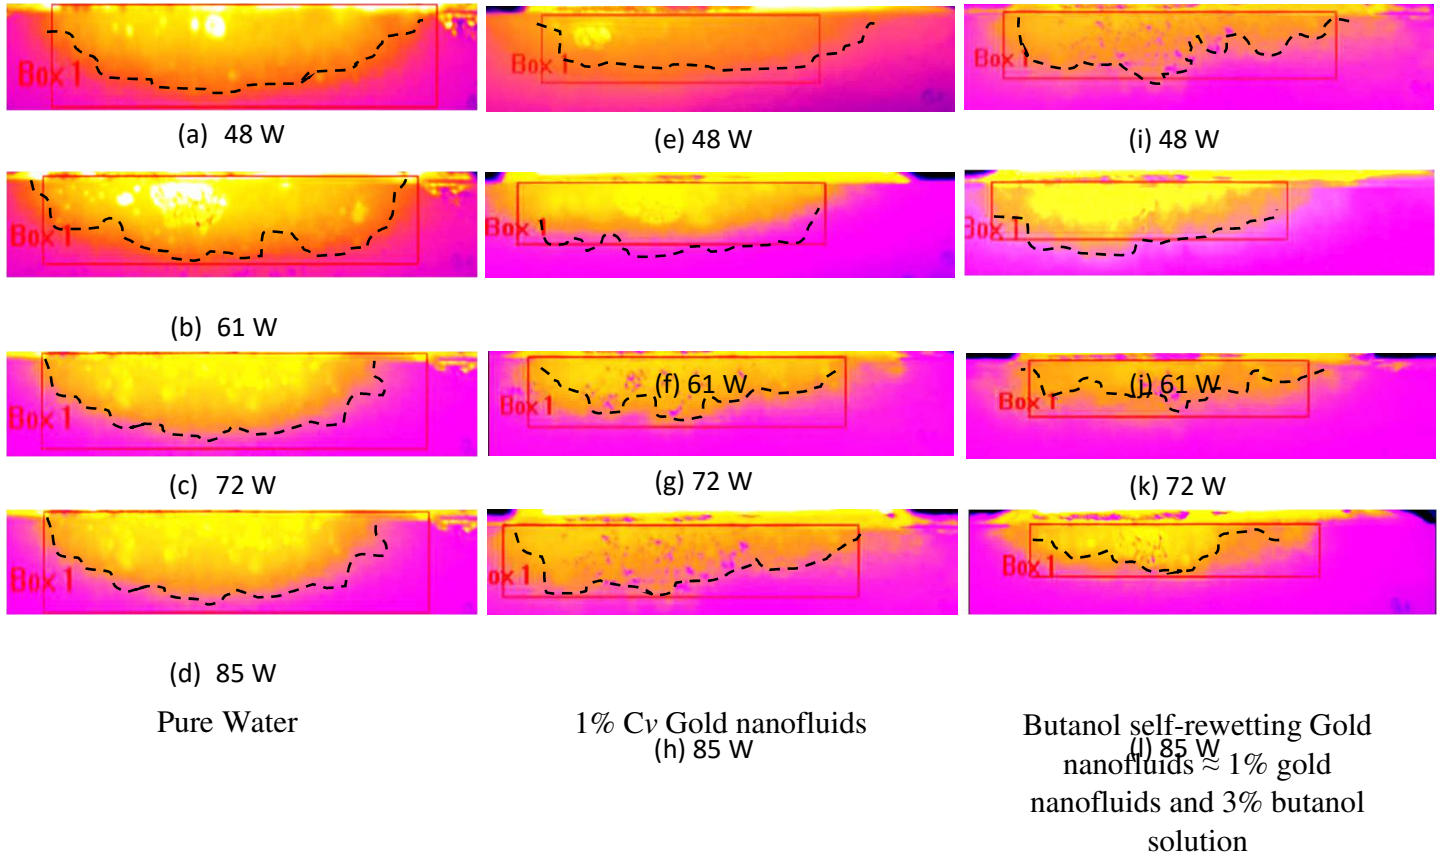 Box 1
Box 1
Box 1
(a) 48 W
(e) 48 W
(i) 48 W
Box 1
Box 1
Box 1
(b) 61 W
Box 1
Box 1
Box 1
(f) 61 W
(j) 61 W
(c) 72 W
(g) 72 W
(k) 72 W
Box 1
ox 1
Box 1
(d) 85 W
Pure Water
1% Cv Gold nanofluids
(h) 85 W
Butanol self-rewetting Gold
nanofluids ≈ 1% gold
nanofluids and 3% butanol
solution
(l) 85 W